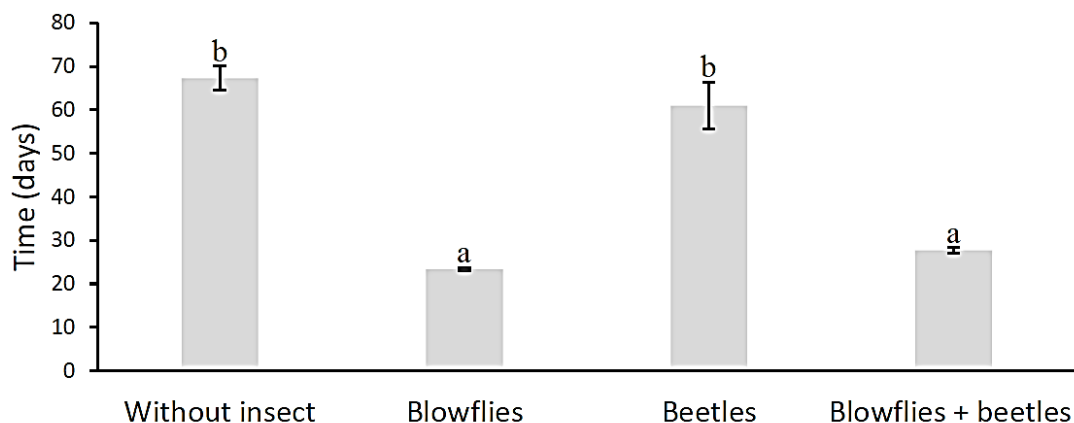 80
70
60
50
40
30
20
10
0
Time (days)
b
a
b
a
Without insect
Blowflies
Beetles
Blowflies + beetles